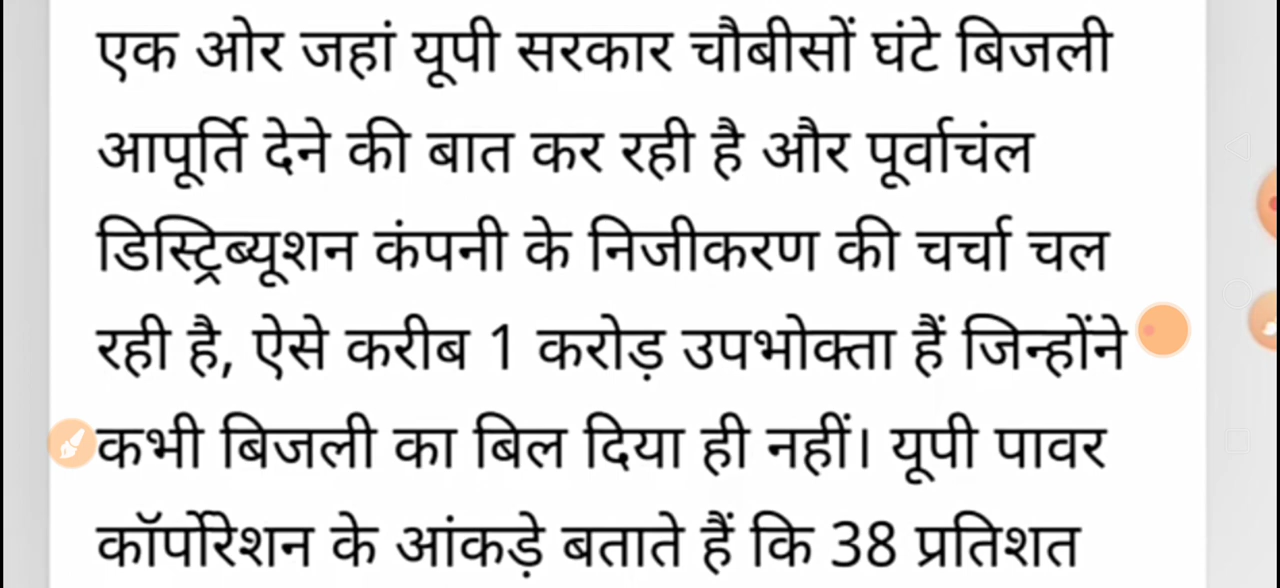 एक ओर जहां यूपी सरकार चौबीसों घंटे बिजली
आपूर्ति देने की बात कर रही है और पूर्वाचंल
डिस्ट्रिब्यूशन कंपनी के निजीकरण की चर्चा चल
रही है, ऐसे करीब 1 करोड़ उपभोक्ता हैं जिन्होंने
कभी बिजली का बिल दिया ही नहीं। यूपी पावर
कॉर्पोरेशन के आंकड़े बताते हैं कि 38 प्रतिशत